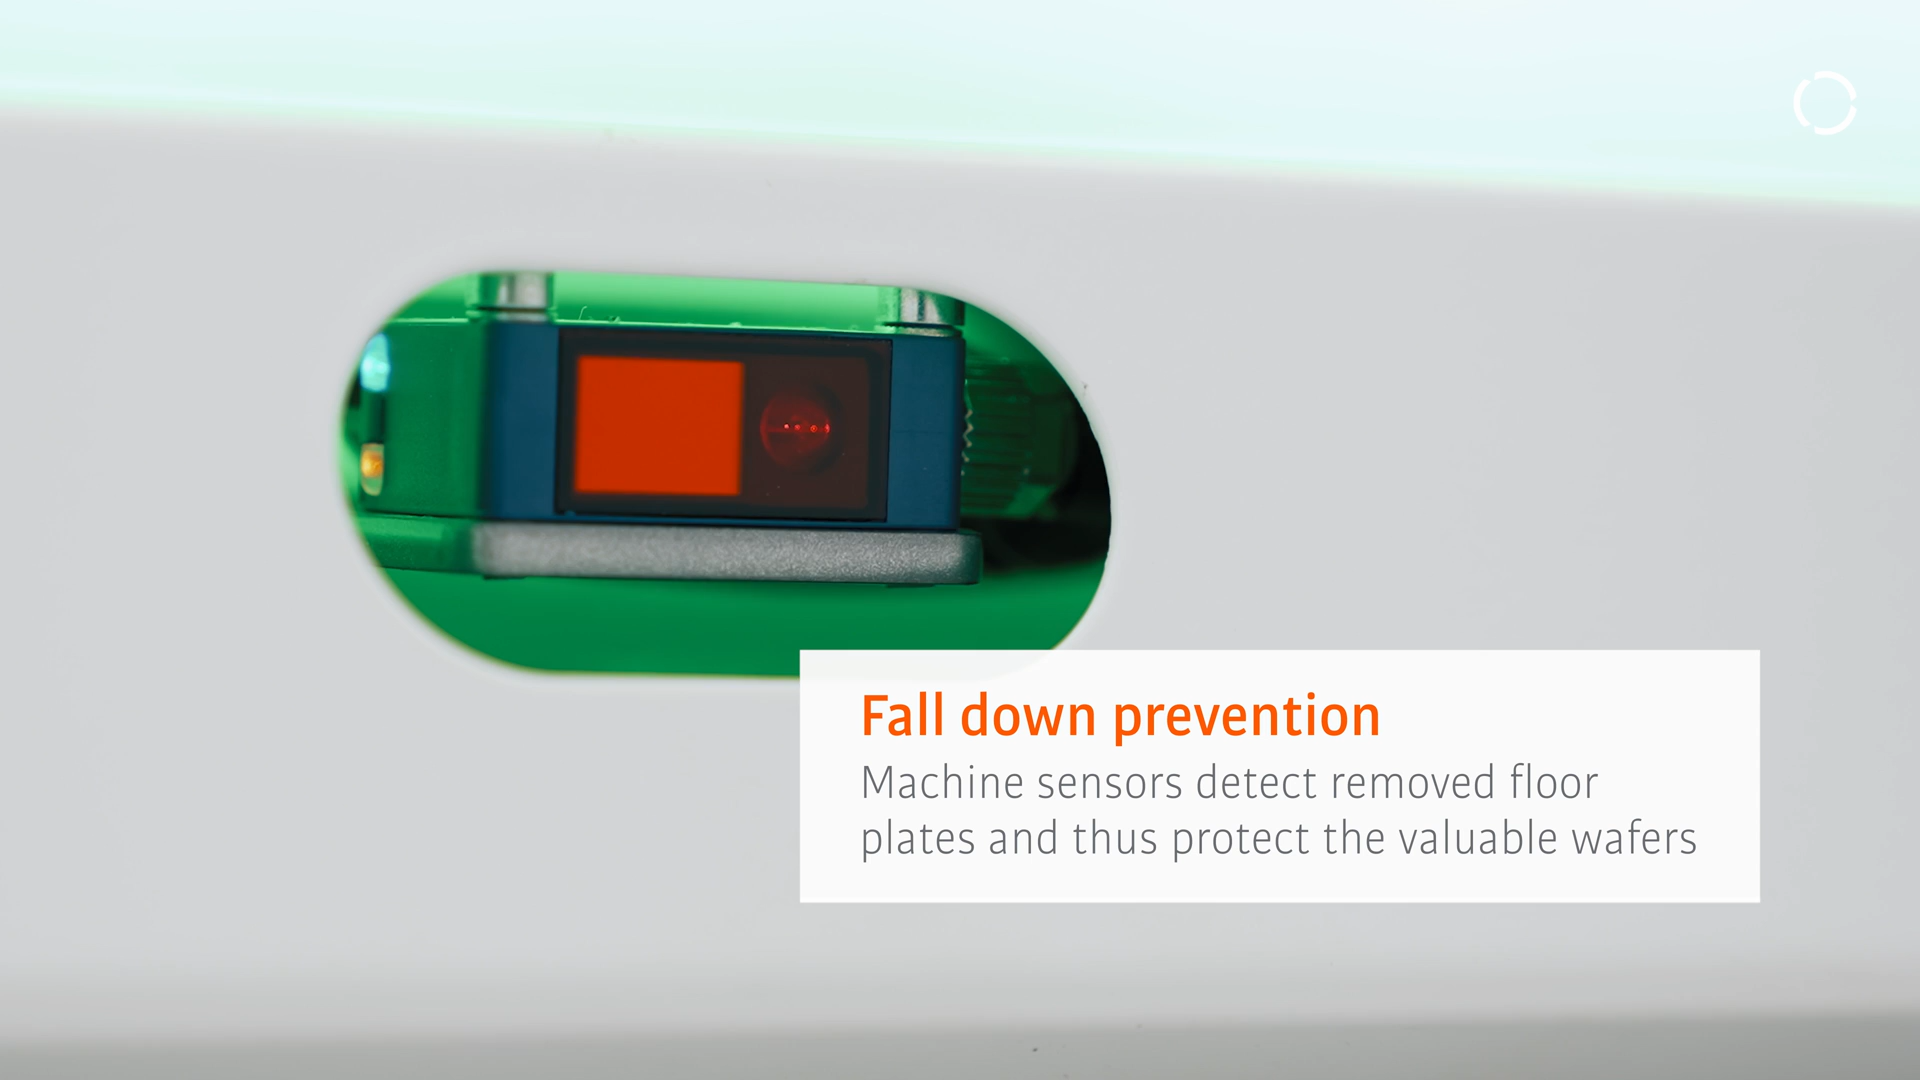 Fall down prevention
Machine sensors detect removed floor
plates and thus protect the valuable wafers